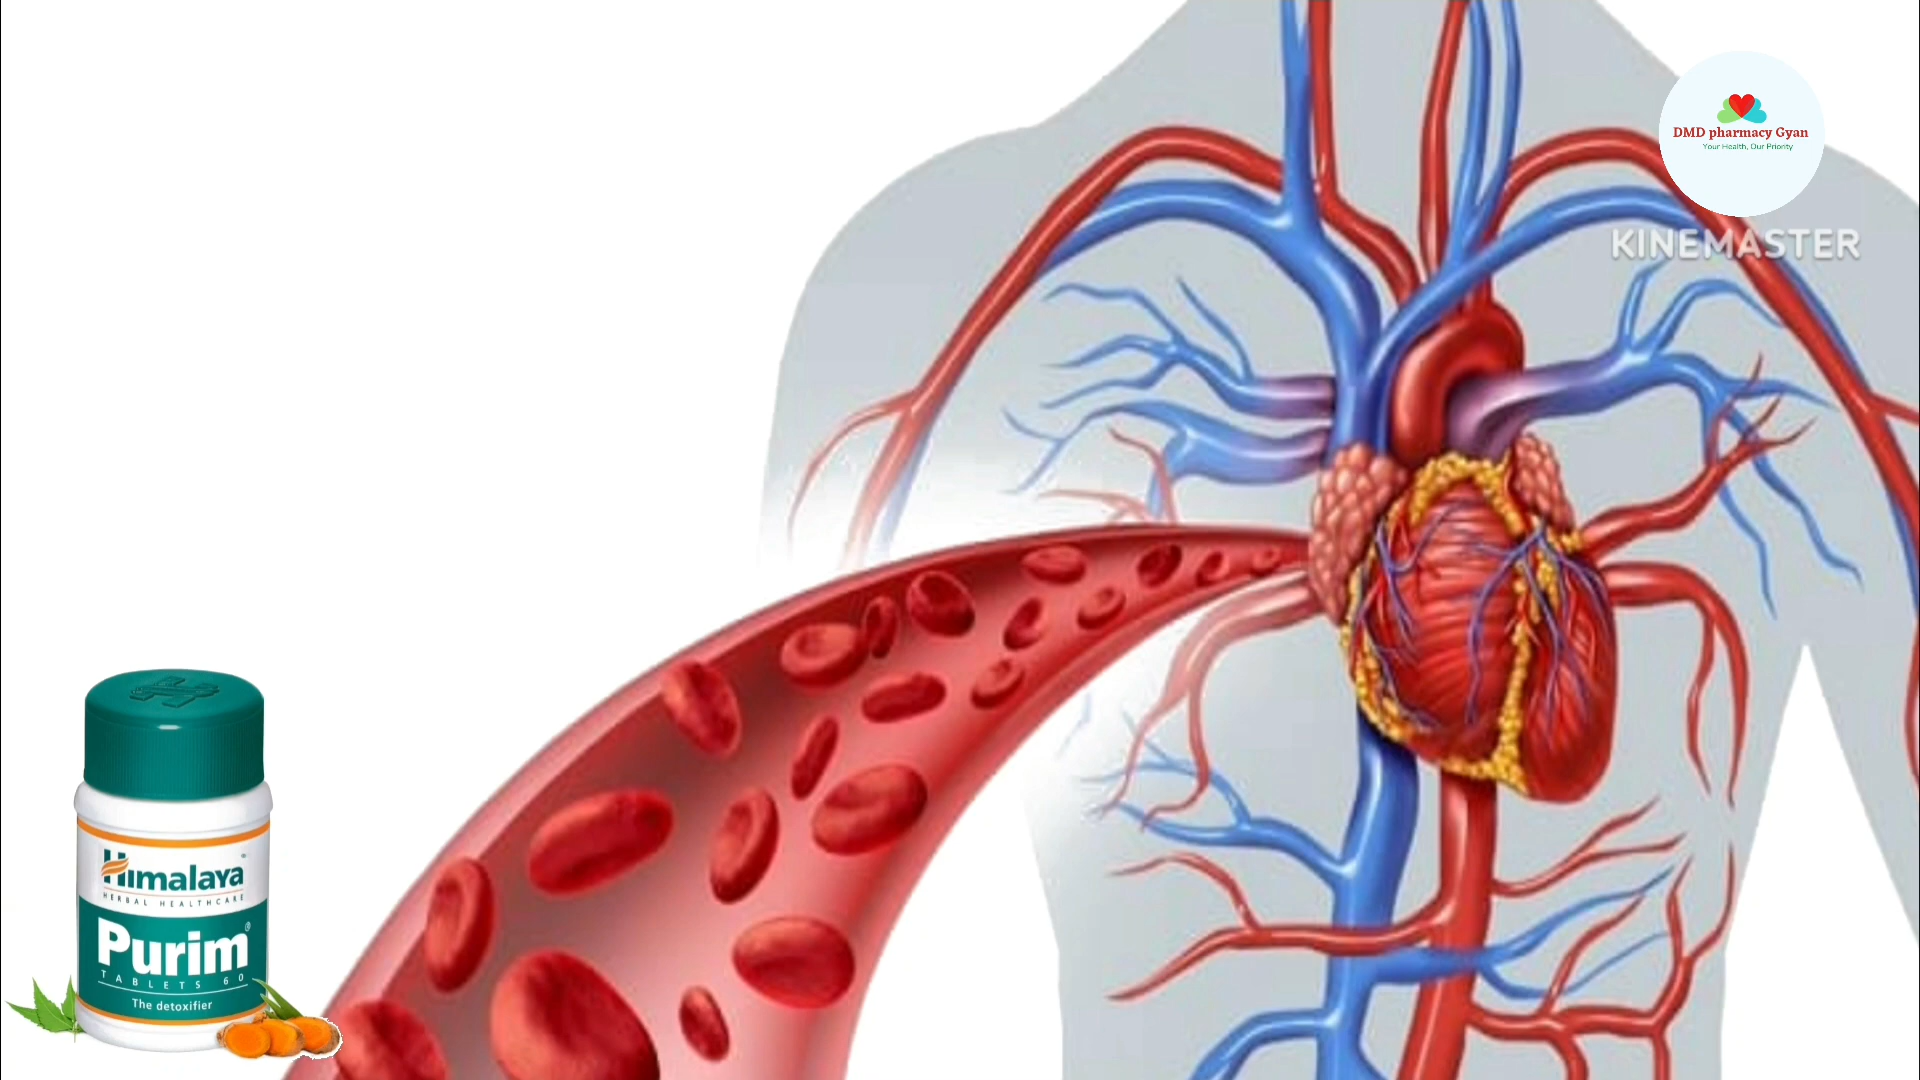 DMD pharmacy Gyan
Your Health, Our Priority
KINEMASTER
Himalaya
HERBAL HEALTHCARE
Purim
TABLETS 60
The detoxifier